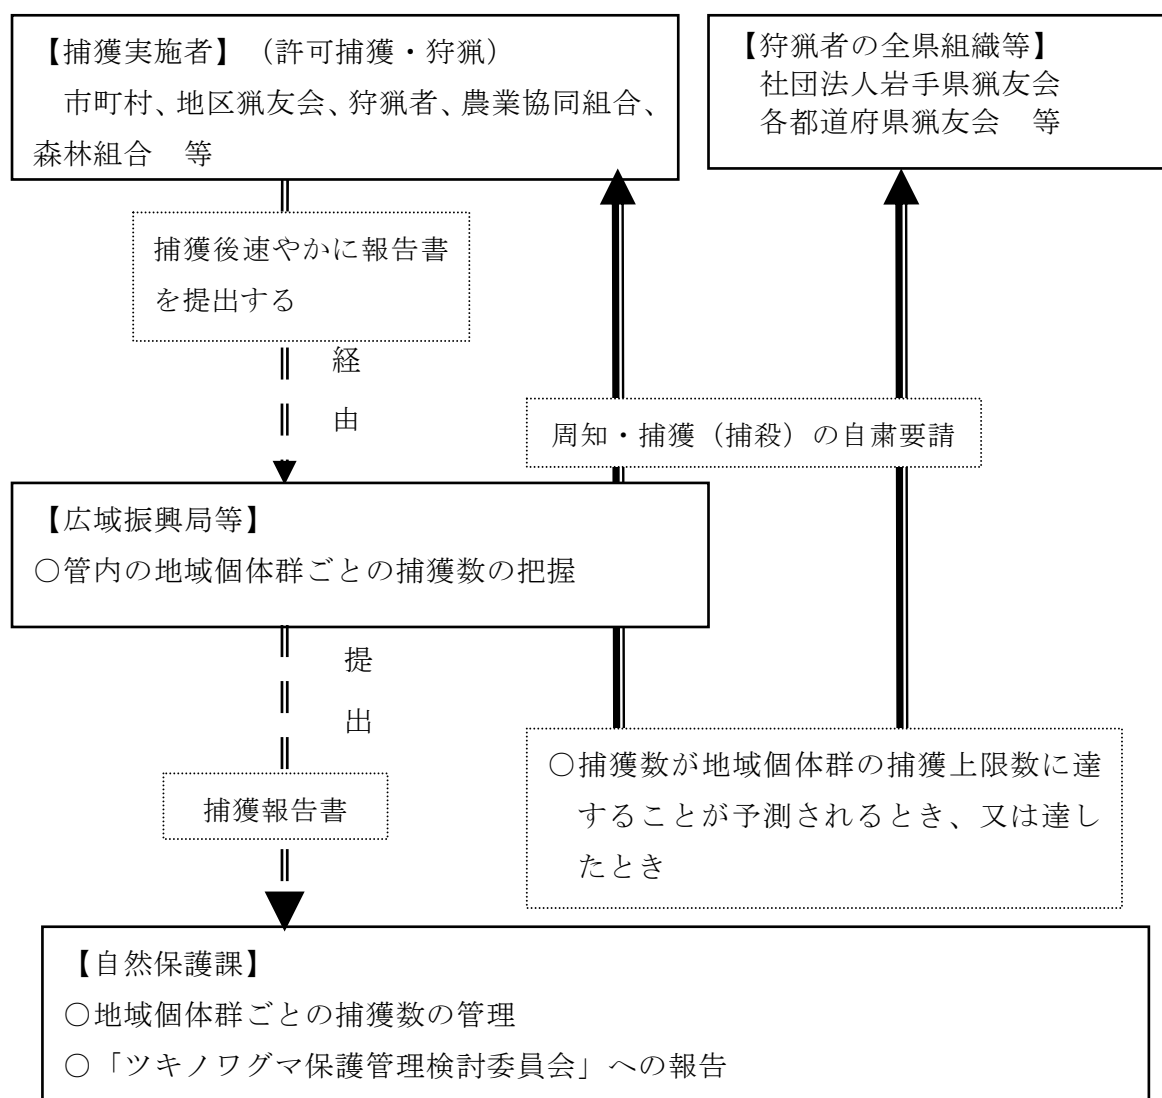 【捕獲実施者】（許可捕獲・狩猟）
市町村、地区猟友会、狩猟者、農業協同組合、
森林組合　等
【狩猟者の全県組織等】
社団法人岩手県猟友会
各都道府県猟友会　等
捕獲後速やかに報告書
を提出する
経
由
周知・捕獲（捕殺）の自粛要請
【広域振興局等】
○管内の地域個体群ごとの捕獲数の把握
提
出
捕獲報告書
○捕獲数が地域個体群の捕獲上限数に達
することが予測されるとき、又は達し
たとき
【自然保護課】
○地域個体群ごとの捕獲数の管理
○「ツキノワグマ保護管理検討委員会」への報告